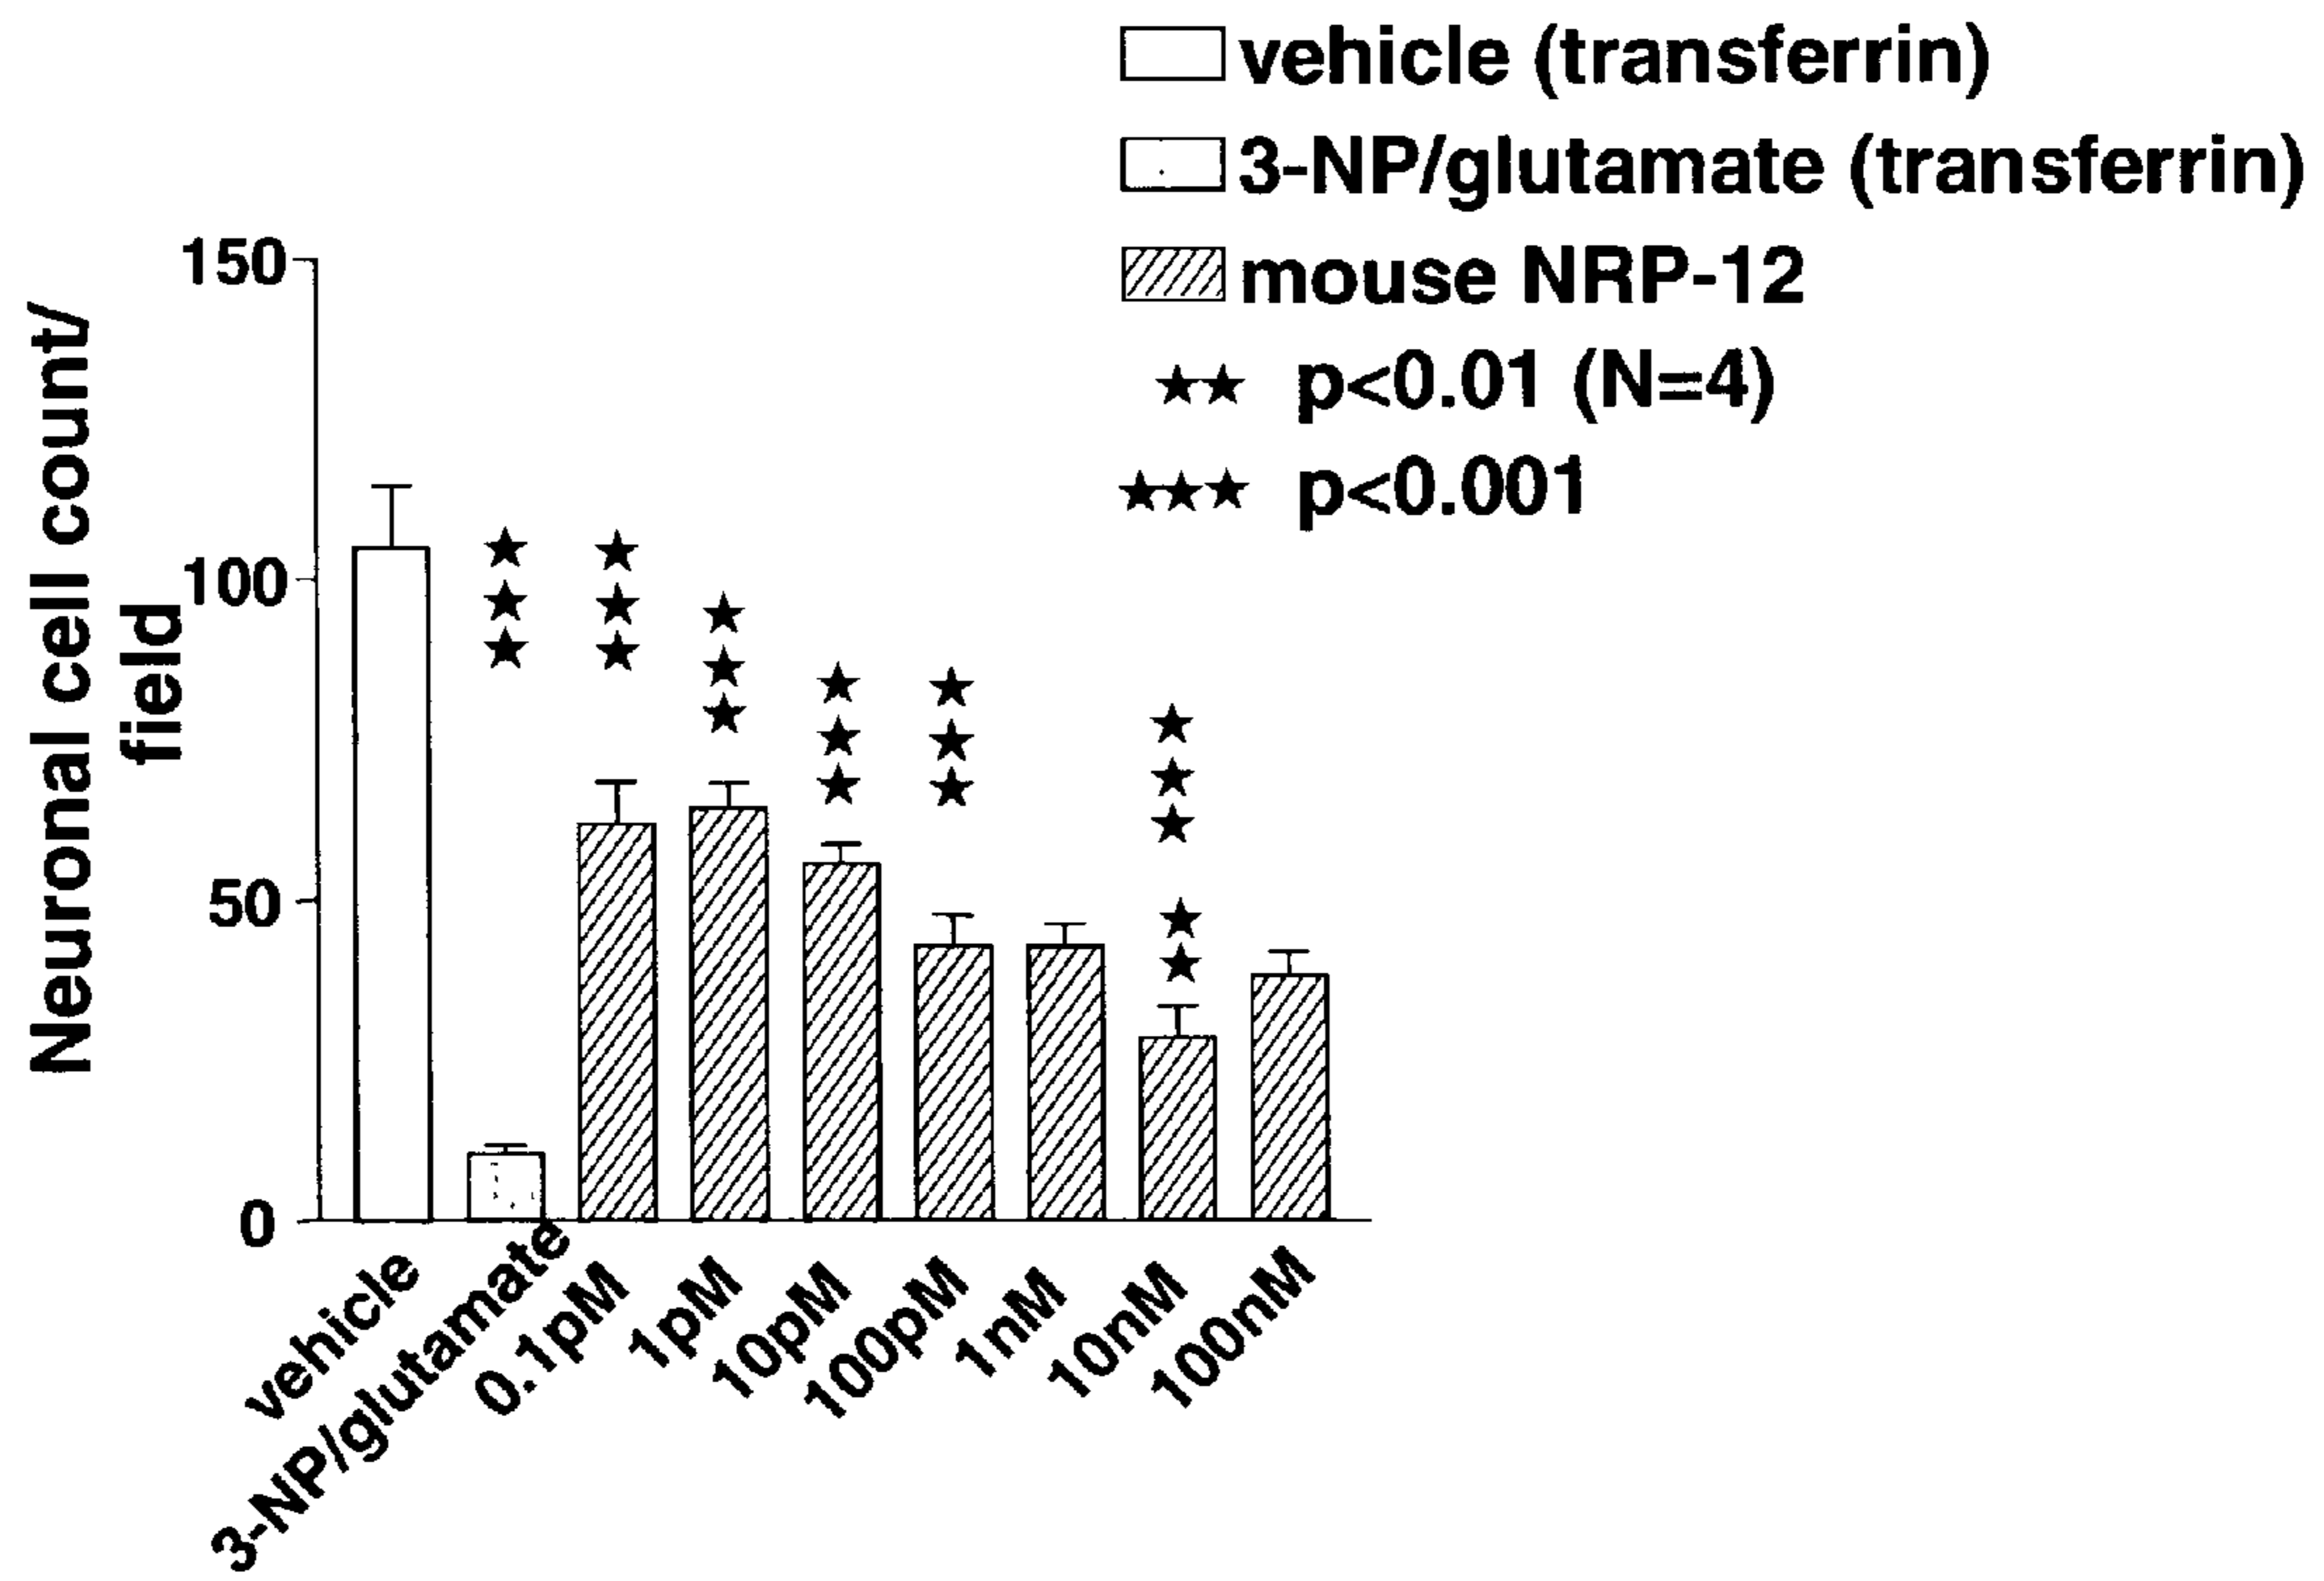 vehicle (transferrin)
3-NP/glutamate (transferrin)
mouse NRP-12
★★ p<0.01 (N=4)
★★★ p<0.001
Neuronal cell count/
field
150
100
50
0
vehicle
3-NP/glutamate
0.1pM
1pM
10pM
100pM
1nM
10nM
100nM